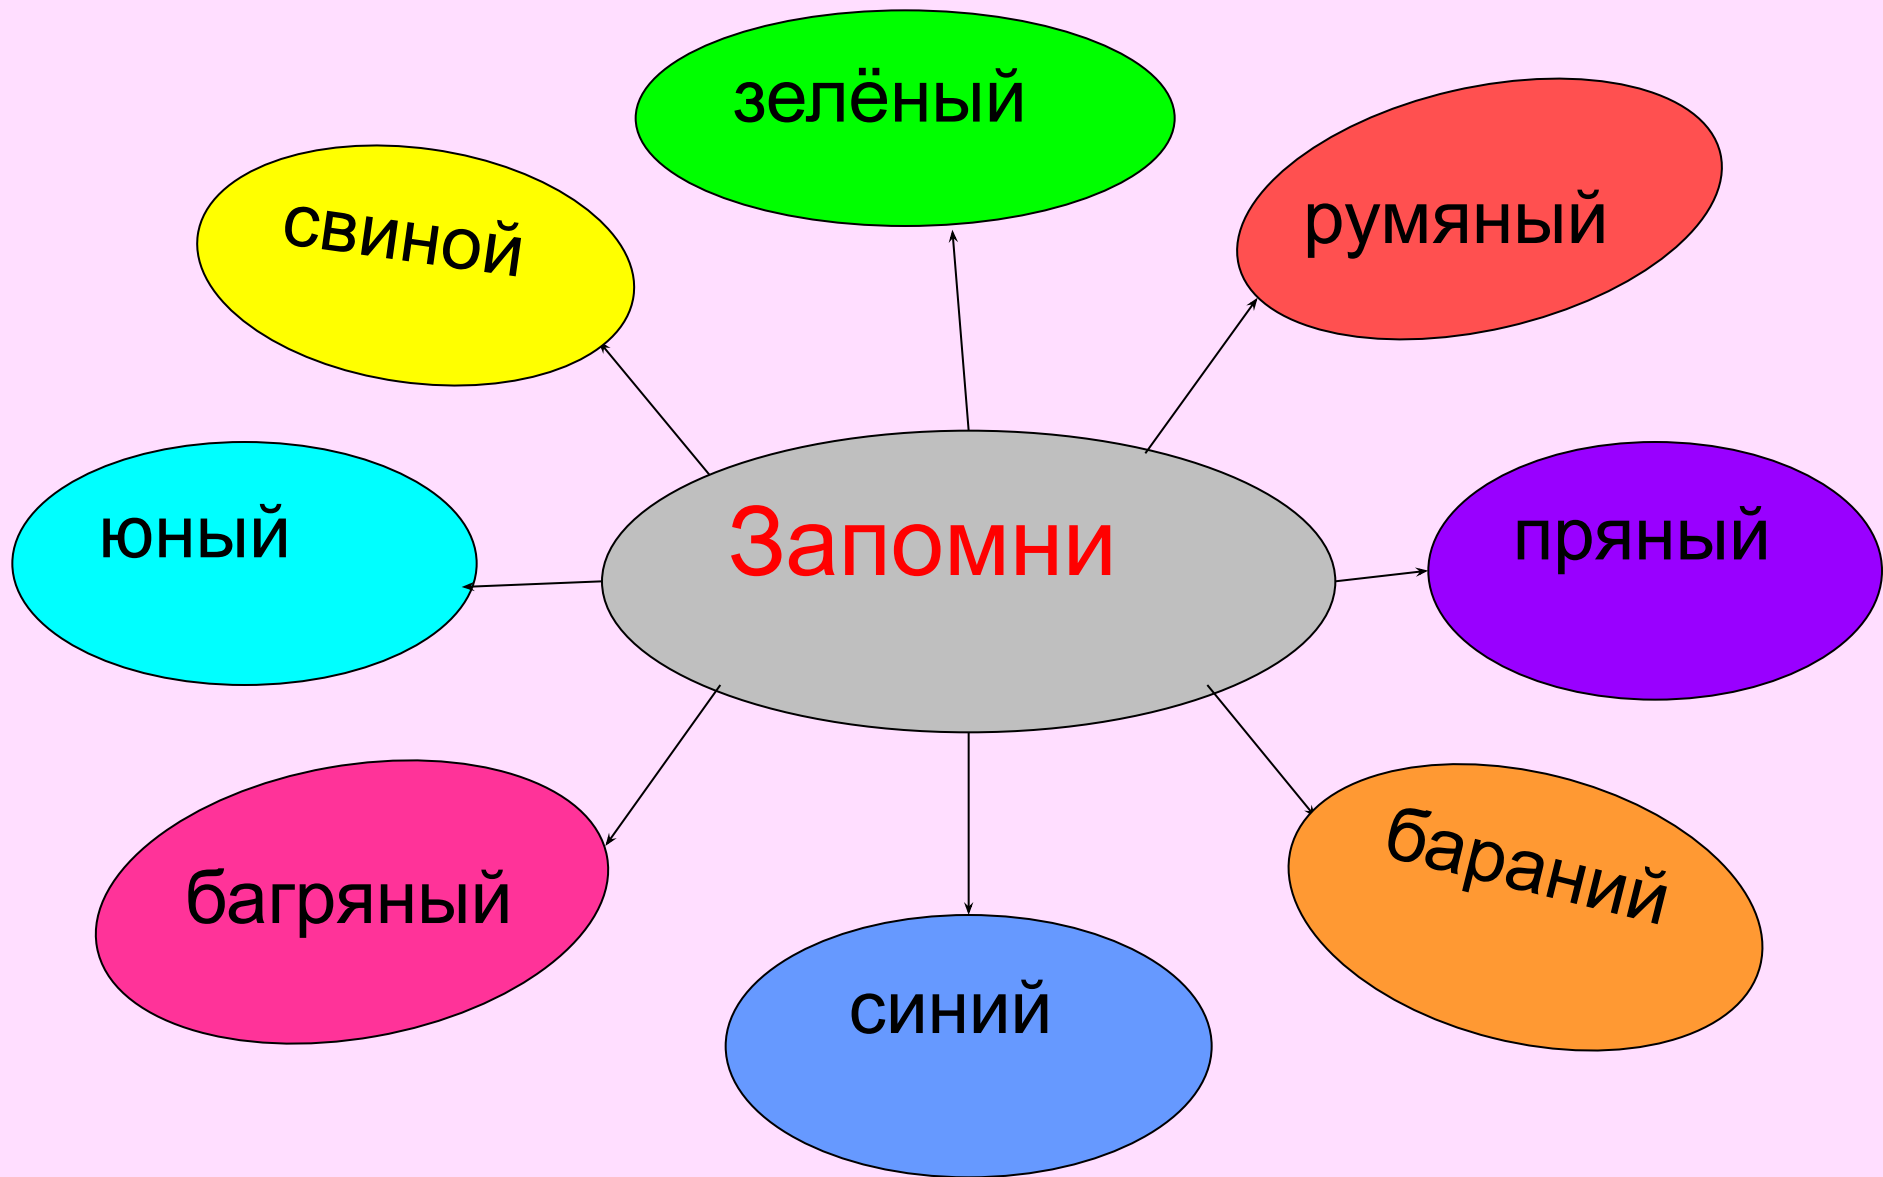 зелёный
румяный
свиной
Запомни
юный
пряный
бараний
багряный
синий